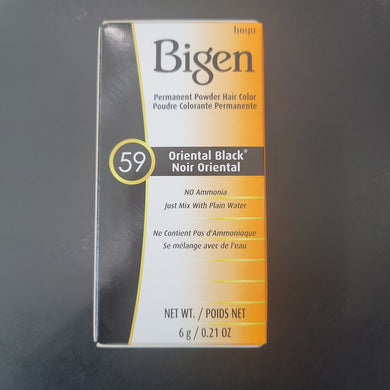 hoyu
Bigen
Permanent Powder Hair Color
Poudre Colorante Permanente
59
Oriental Black®
Noir Oriental
NO Ammonia
Just Mix With Plain Water
Ne Contient Pas d'Ammoniaque
Se mélange avec de l'eau
NET WT. / POIDS NET
6 g / 0.21 OZ